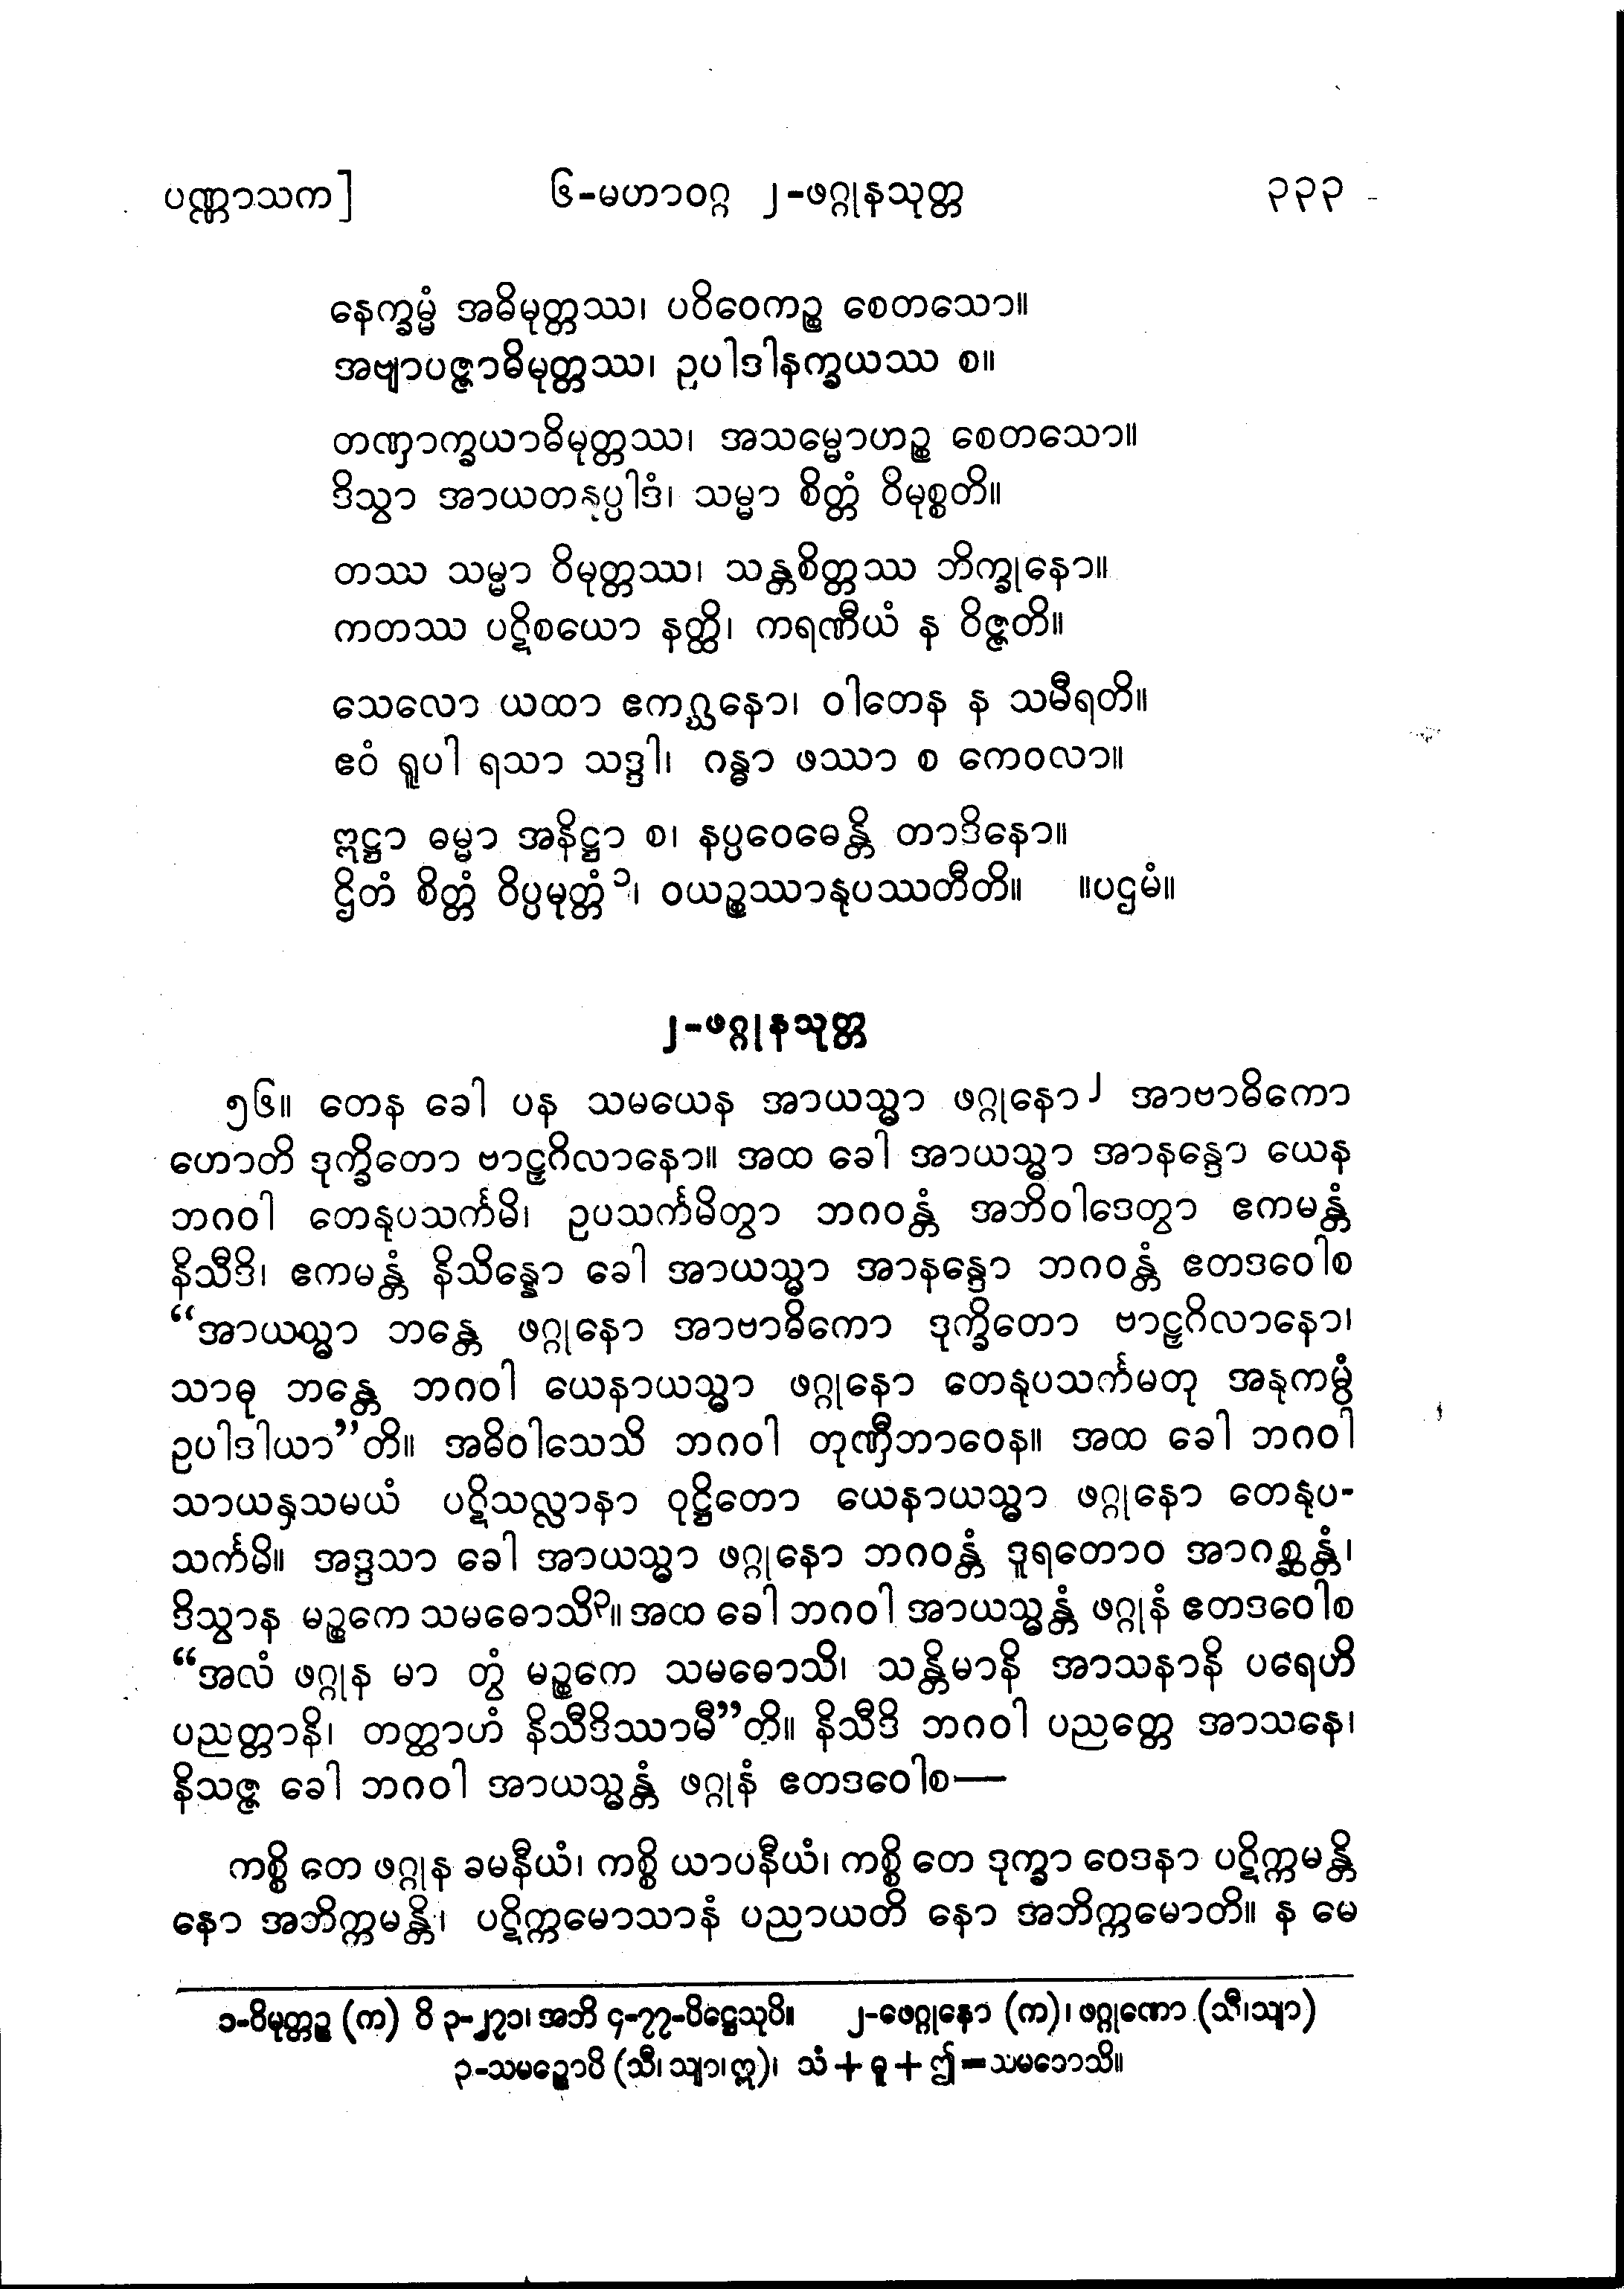 ပဏ္ဏာသက] ၆-မဟာဝဂ္ဂ ၂-ဖဂ္ဂုနသုတ္တ ၃၃၃
နေက္ခမ္မံ အဓိမုတ္တဿ၊ ပဝိဝေကဉ္စ စေတသော။
အဗျာပဇ္ဇာဓိမုတ္တဿ၊ ဥပါဒါနက္ခယဿ စ။
တဏှာက္ခယာဓိမုတ္တဿ၊ အသမ္မောဟဉ္စ စေတသော။
ဒိသွာ အာယတနုပ္ပါဒံ၊ သမ္မာ စိတ္တံ ဝိမုစ္စတိ။
တဿ သမ္မာ ဝိမုတ္တဿ၊ သန္တစိတ္တဿ ဘိက္ခုနော။
ကတဿ ပဋိစယော နတ္ထိ၊ ကရဏီယံ န ဝိဇ္ဇတိ။
သေလော ယထာ ဧကဂ္ဃနော၊ ဝါတေန န သမီရတိ။
ဧဝံ ရူပါ ရသာ သဒ္ဒါ၊ ဂန္ဓာ ဖဿာ စ ကေဝလာ။
ဣဋ္ဌာ ဓမ္မာ အနိဋ္ဌာ စ၊ နပ္ပဝေဓေန္တိ တာဒိနော။
ဌိတံ စိတ္တံ ဝိပ္ပမုတ္တံ၁၊ ဝယဉ္စဿာနုပဿတီတိ။ ။ပဌမံ။
၂-ဖဂ္ဂုနသုတ္တ
၅၆။ တေန ခေါ ပန သမယေန အာယသ္မာ ဖဂ္ဂုနော၂ အာဗာဓိကော
ဟောတိ ဒုက္ခိတော ဗာဠှဂိလာနော။ အထ ခေါ အာယသ္မာ အာနန္ဒော ယေန
ဘဂဝါ တေနုပသင်္ကမိ၊ ဥပသင်္ကမိတွာ ဘဂဝန္တံ အဘိဝါဒေတွာ ဧကမန္တံ
နိသီဒိ၊ ဧကမန္တံ နိသိန္နော ခေါ အာယသ္မာ အာနန္ဒော ဘဂဝန္တံ ဧတဒဝေါစ
“အာယသ္မာ ဘန္တေ ဖဂ္ဂုနော အာဗာဓိကော ဒုက္ခိတော ဗာဠှဂိလာနော၊
သာဓု ဘန္တေ ဘဂဝါ ယေနာယသ္မာ ဖဂ္ဂုနော တေနုပသင်္ကမတု အနုကမ္ပံ
ဥပါဒါယာ”တိ။ အဓိဝါသေသိ ဘဂဝါ တုဏှီဘာဝေန။ အထ ခေါ ဘဂဝါ
သာယနှသမယံ ပဋိသလ္လာနာ ဝုဋ္ဌိတော ယေနာယသ္မာ ဖဂ္ဂုနော တေနုပ-
သင်္ကမိ။ အဒ္ဒသာ ခေါ အာယသ္မာ ဖဂ္ဂုနော ဘဂဝန္တံ ဒူရတောဝ အာဂစ္ဆန္တံ၊
ဒိသွာန မဉ္စကေ သမဓောသိ၃။ အထ ခေါ ဘဂဝါ အာယသ္မန္တံ ဖဂ္ဂုနံ ဧတဒဝေါစ
“အလံ ဖဂ္ဂုန မာ တွံ မဉ္စကေ သမဓောသိ၊ သန္တိမာနိ အာသနာနိ ပရေဟိ
ပညတ္တာနိ၊ တတ္ထာဟံ နိသီဒိဿာမီ”တိ။ နိသီဒိ ဘဂဝါ ပညတ္တေ အာသနေ၊
နိသဇ္ဇ ခေါ ဘဂဝါ အာယသ္မန္တံ ဖဂ္ဂုနံ ဧတဒဝေါစ—
ကစ္စိ တေ ဖဂ္ဂုန ခမနီယံ၊ ကစ္စိ ယာပနီယံ၊ ကစ္စိ တေ ဒုက္ခာ ဝေဒနာ ပဋိက္ကမန္တိ
နော အဘိက္ကမန္တိ၊ ပဋိက္ကမောသာနံ ပညာယတိ နော အဘိက္ကမောတိ။ န မေ
၁-ဝိမုတ္တဉ္စ (က) ဝိ ၃-၂၇၁၊ အဘိ ၄-၇၇-ပိဋ္ဌေသုပိ။ ၂-ဖေဂ္ဂုနော (က)၊ ဖဂ္ဂုဏော (သီ၊သျာ)
၃-သမဉ္စောပိ (သီ၊ သျာ၊ ဣ)၊ သံ+ဓူ+ဤ=သမဓောသိ။